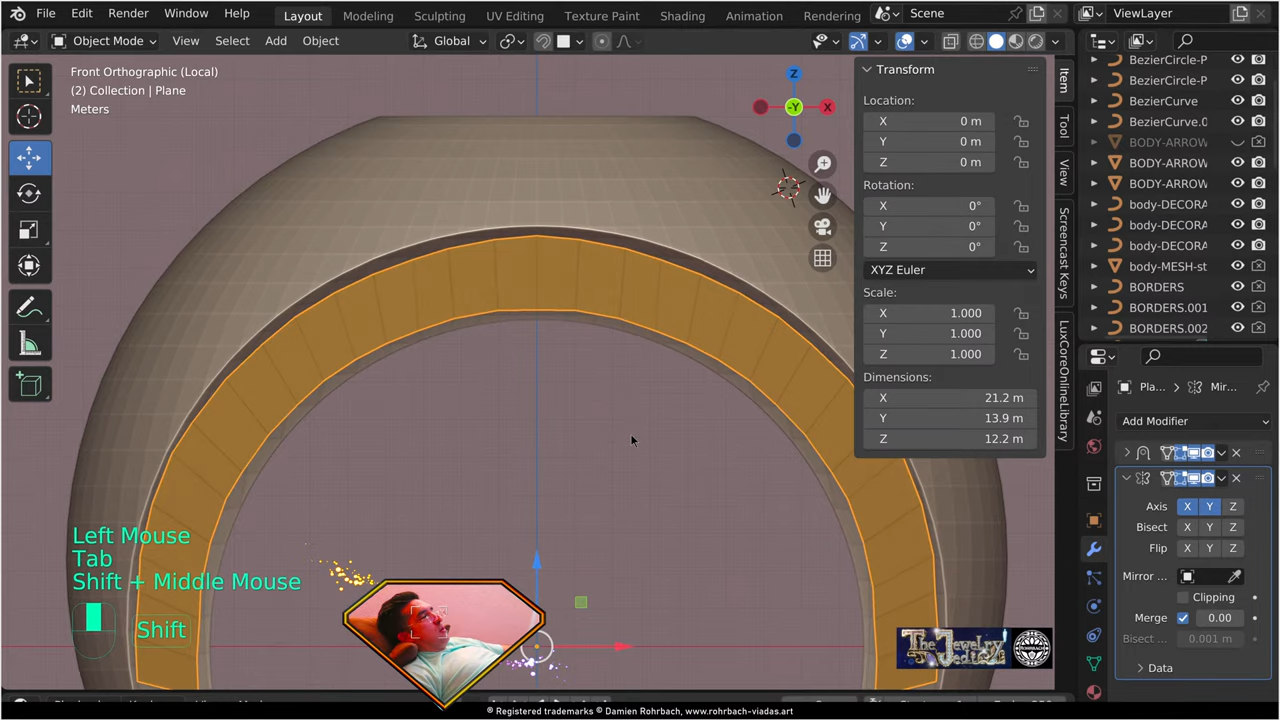 File Edit Render Window Help Layout Modeling Sculpting UV Editing Texture Paint Shading Animation Rendering Scene ViewLayer
Object Mode View Select Add Object Global
Front Orthographic (Local)
(2) Collection | Plane
Meters
Z
-Y
X
Transform
Location:
X 0 m
Y 0 m
Z 0 m
Rotation:
X 0°
Y 0°
Z 0°
XYZ Euler
Scale:
X 1.000
Y 1.000
Z 1.000
Dimensions:
X 21.2 m
Y 13.9 m
Z 12.2 m
Item
Tool
View
Screencast Keys
LuxCoreOnlineLibrary
BezierCircle-P
BezierCircle-P
BezierCurve
BezierCurve.0
BODY-ARROW
BODY-ARROW
BODY-ARROW
body-DECORA
body-DECORA
body-DECORA
body-MESH-st
BORDERS
BORDERS.001
BORDERS.002
Pla... > Mir...
Add Modifier
Axis X Y Z
Bisect X Y Z
Flip X Y Z
Mirror ...
Clipping
Merge 0.00
Bisect ... 0.001 m
Data
Left Mouse
Tab
Shift + Middle Mouse
Shift
The Jewelry
® Registered trademarks © Damien Rohrbach, www.rohrbach-viadas.art